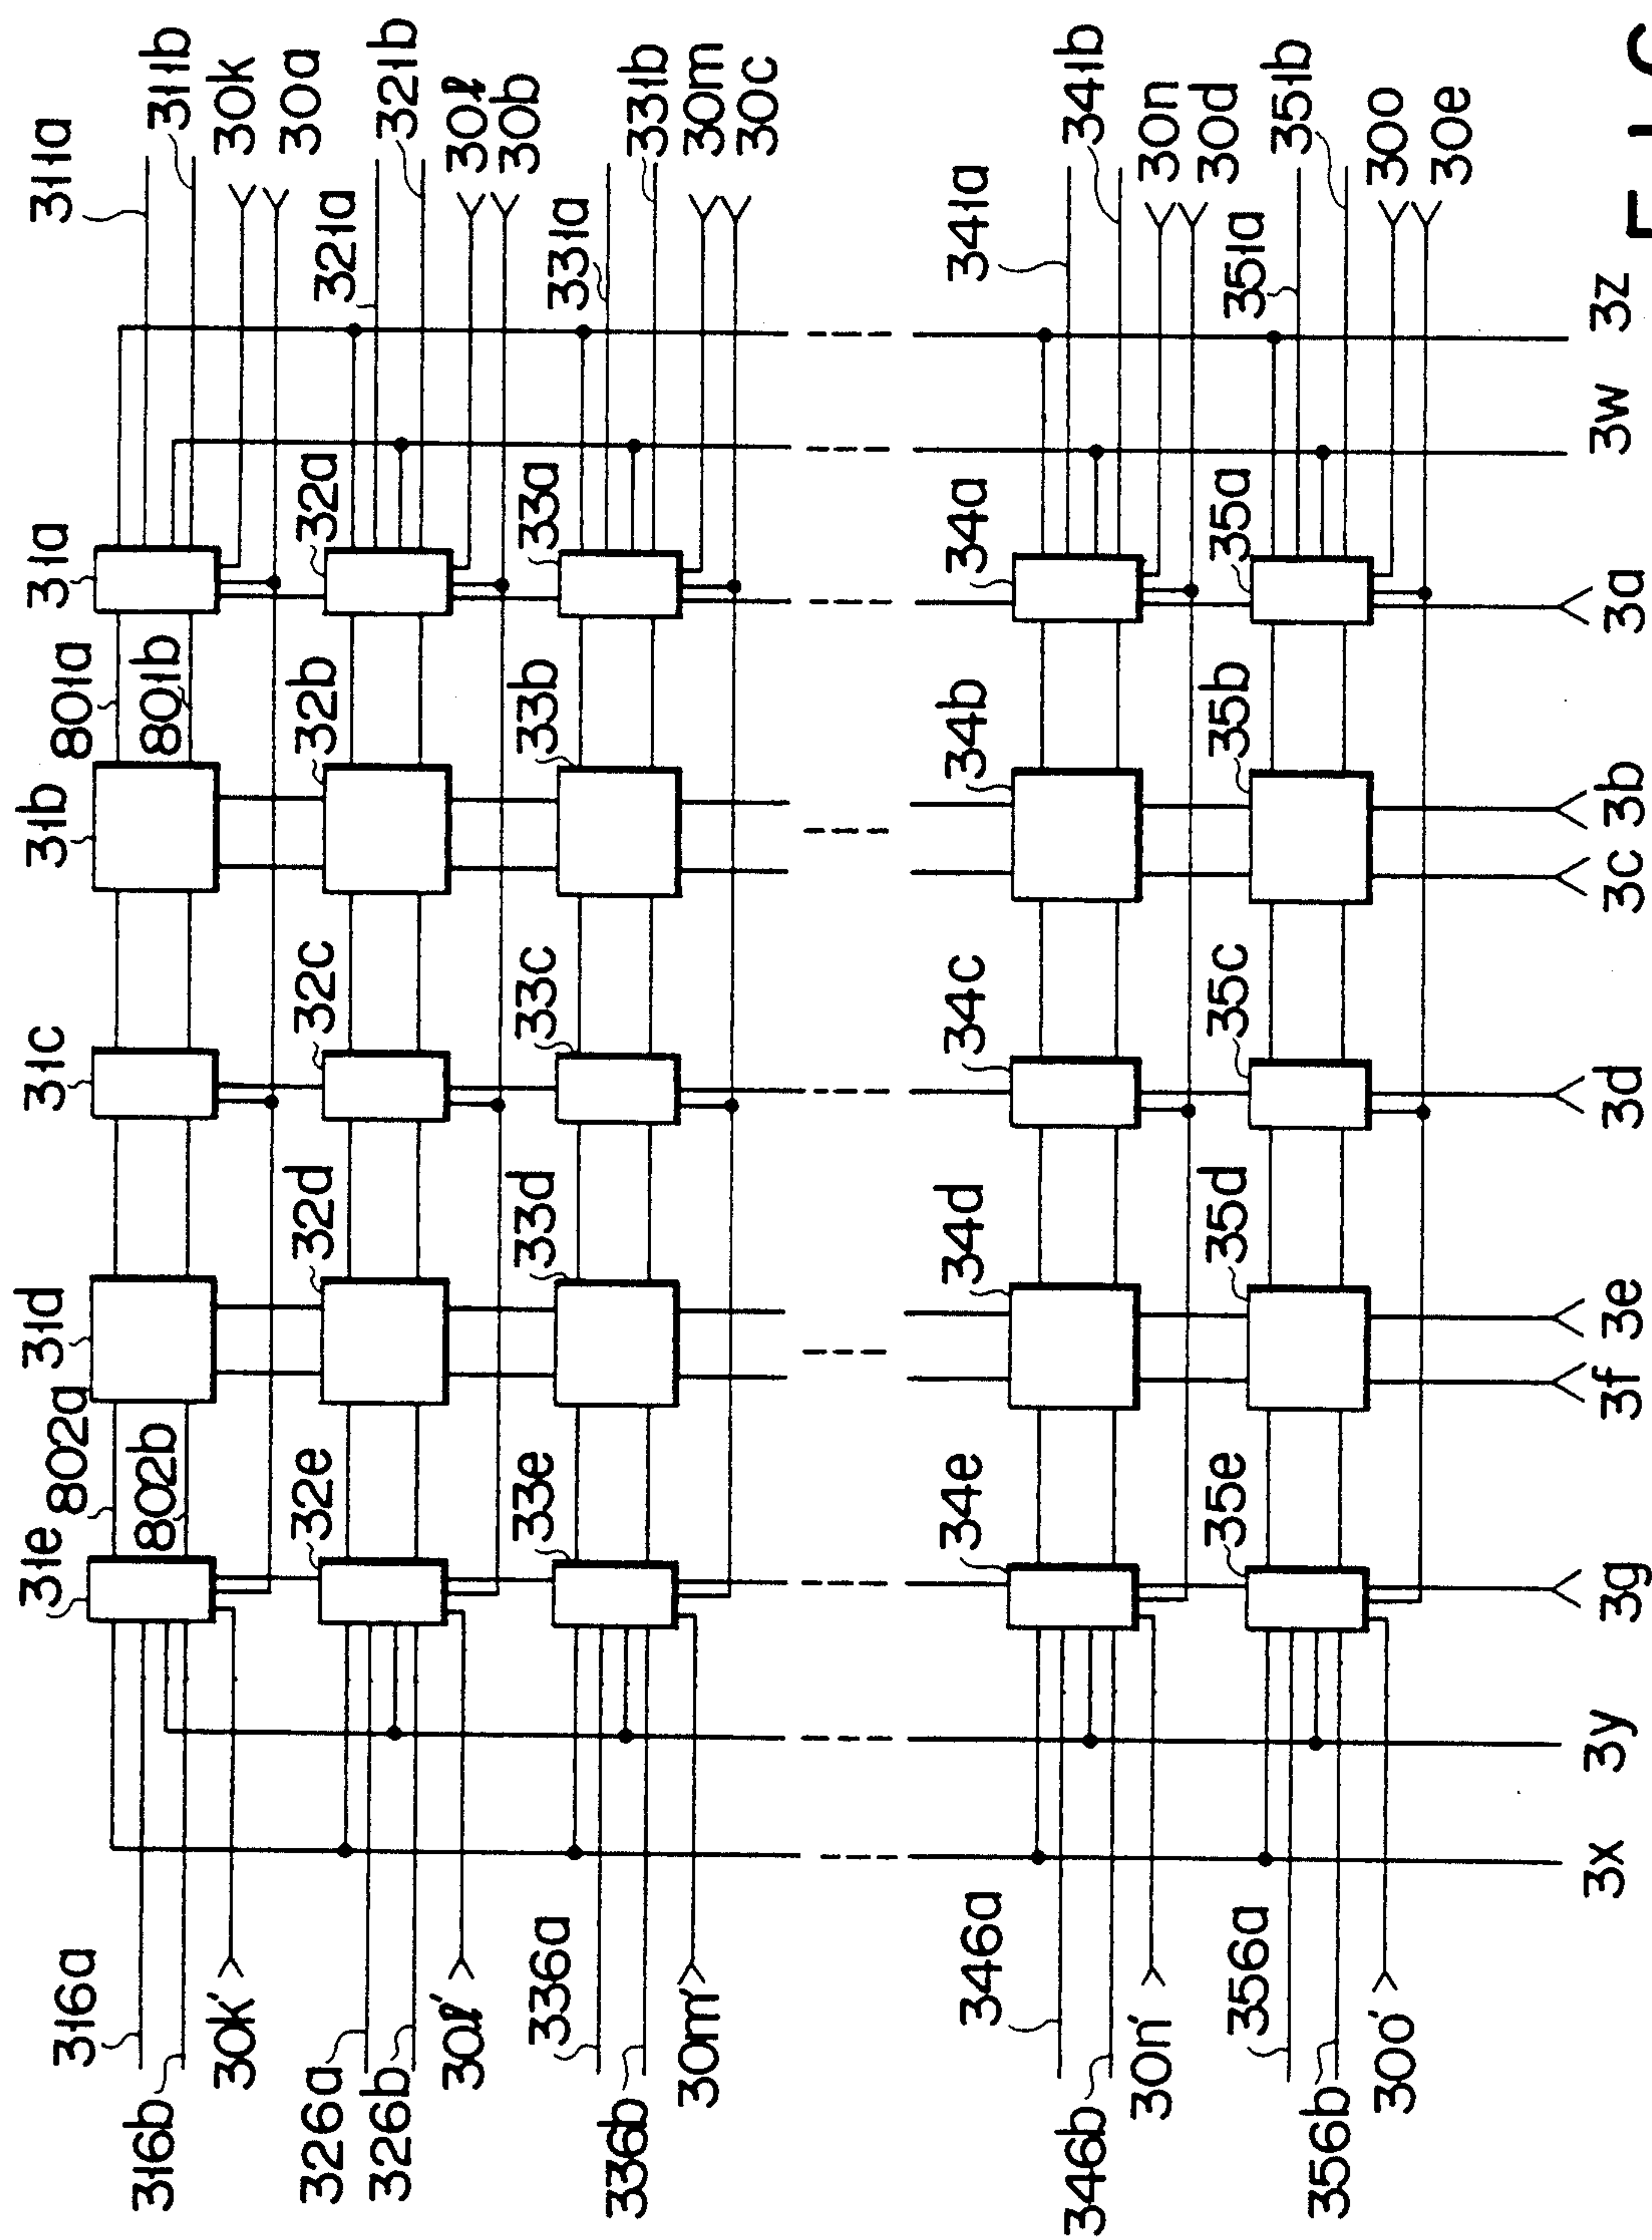 31e 31d 31c 31b 31a 311a
316a 802a 801a
316b 802b 801b 311b
30k' 30k
30a
326a 32e 32d 32c 32b 32a 321a
326b 321b
30ℓ' 30ℓ
30b
336a 33e 33d 33c 33b 33a 331a
336b 331b
30m' 30m
30c
346a 34e 34d 34c 34b 34a 341a
346b 341b
30n' 30n
30d
356a 35e 35d 35c 35b 35a 351a
356b 351b
30o' 30o
30e
3x 3y 3g 3f 3e 3d 3c 3b 3a 3w 3z